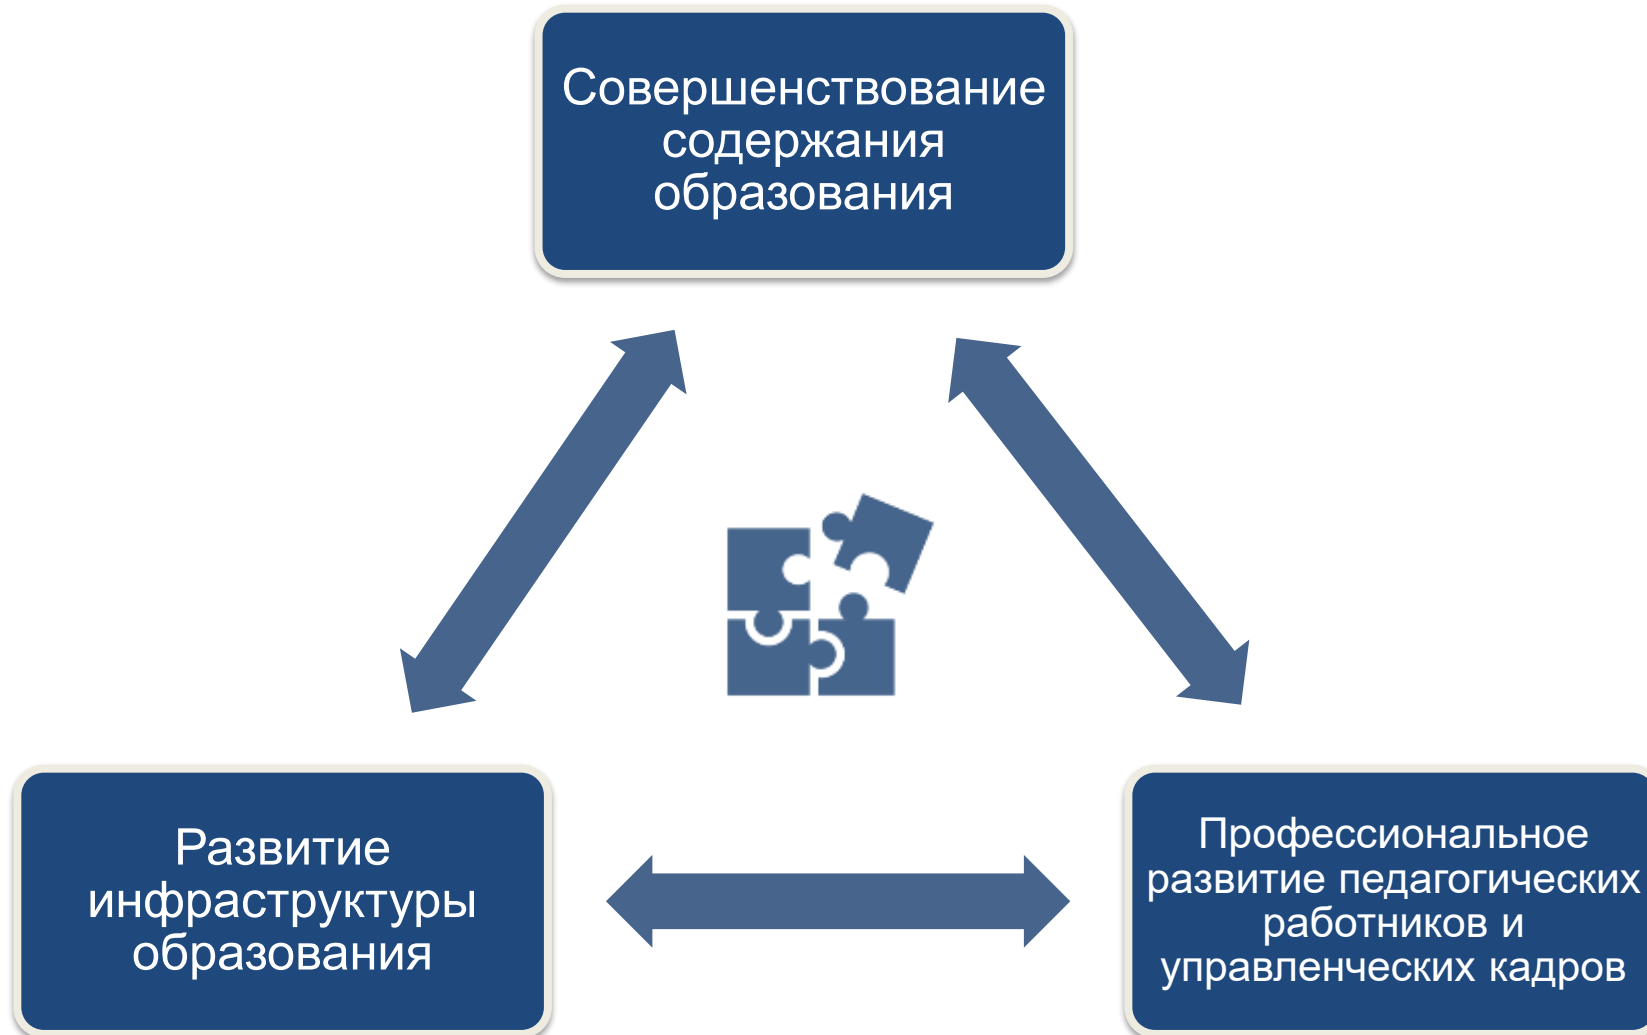 Совершенствование
содержания
образования
Развитие
инфраструктуры
образования
Профессиональное
развитие педагогических
работников и
управленческих кадров